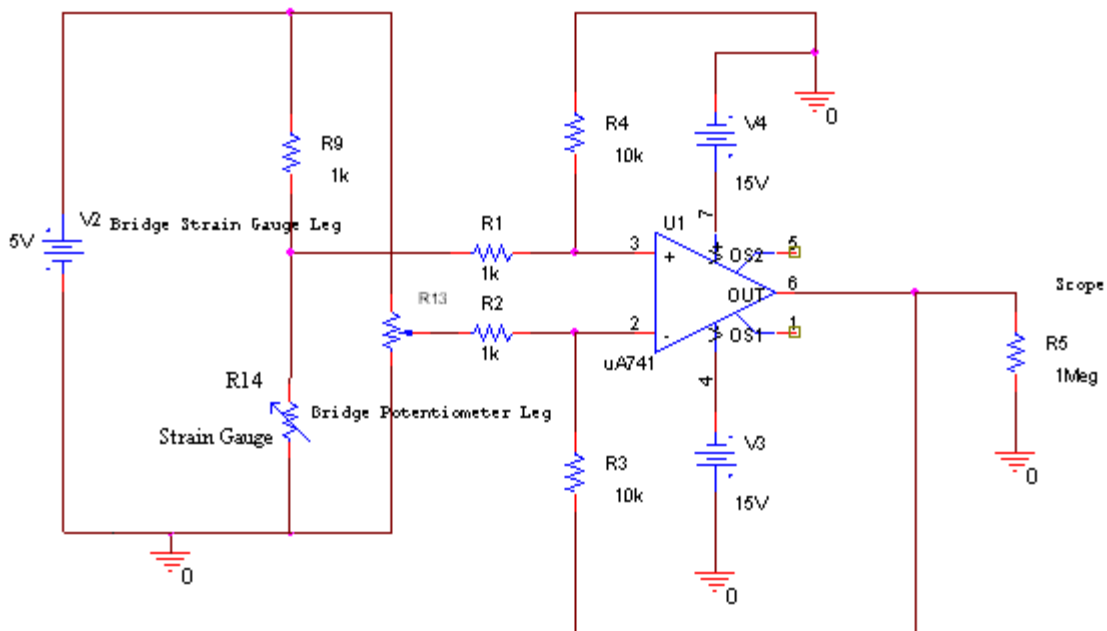 R9
1k
V2
5V
Bridge Strain Gauge Leg
R14
Strain Gauge
R13
Bridge Potentiometer Leg
0
R1
1k
R2
1k
R4
10k
R3
10k
U1
3
+
2
-
uA741
7
+
OS2
5
OUT
6
OS1
1
4
V4
15V
0
V3
15V
0
Scope
R5
1Meg
0